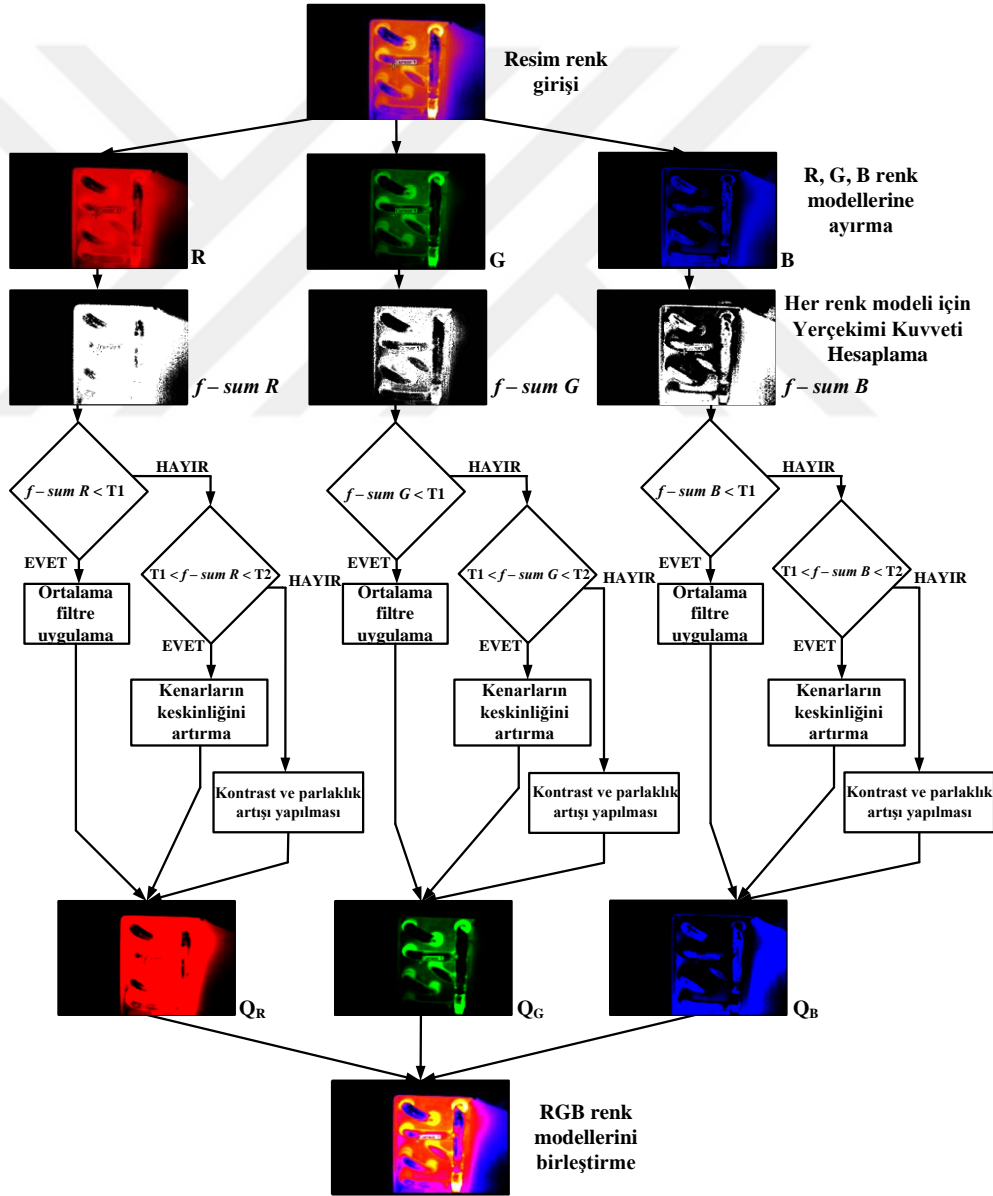 Resim renk
girişi
R, G, B renk
modellerine
ayırma
R
G
B
Her renk modeli için
Yerçekimi Kuvveti
Hesaplama
f – sum R
f – sum G
f – sum B
f – sum R < T1
HAYIR
f – sum G < T1
HAYIR
f – sum B < T1
HAYIR
EVET
T1 < f – sum R < T2
HAYIR
EVET
T1 < f – sum G < T2
HAYIR
EVET
T1 < f – sum B < T2
HAYIR
Ortalama
filtre
uygulama
Ortalama
filtre
uygulama
Ortalama
filtre
uygulama
EVET
EVET
EVET
Kenarların
keskinliğini
artırma
Kenarların
keskinliğini
artırma
Kenarların
keskinliğini
artırma
Kontrast ve parlaklık
artışı yapılması
Kontrast ve parlaklık
artışı yapılması
Kontrast ve parlaklık
artışı yapılması
QR
QG
QB
RGB renk
modellerini
birleştirme